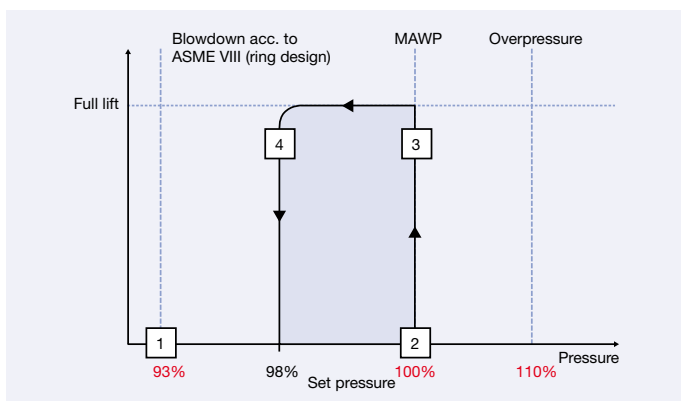 Blowdown acc. to
ASME VIII (ring design)
MAWP
Overpressure
Full lift
4
3
1
2
Pressure
93%
98%
100%
110%
Set pressure